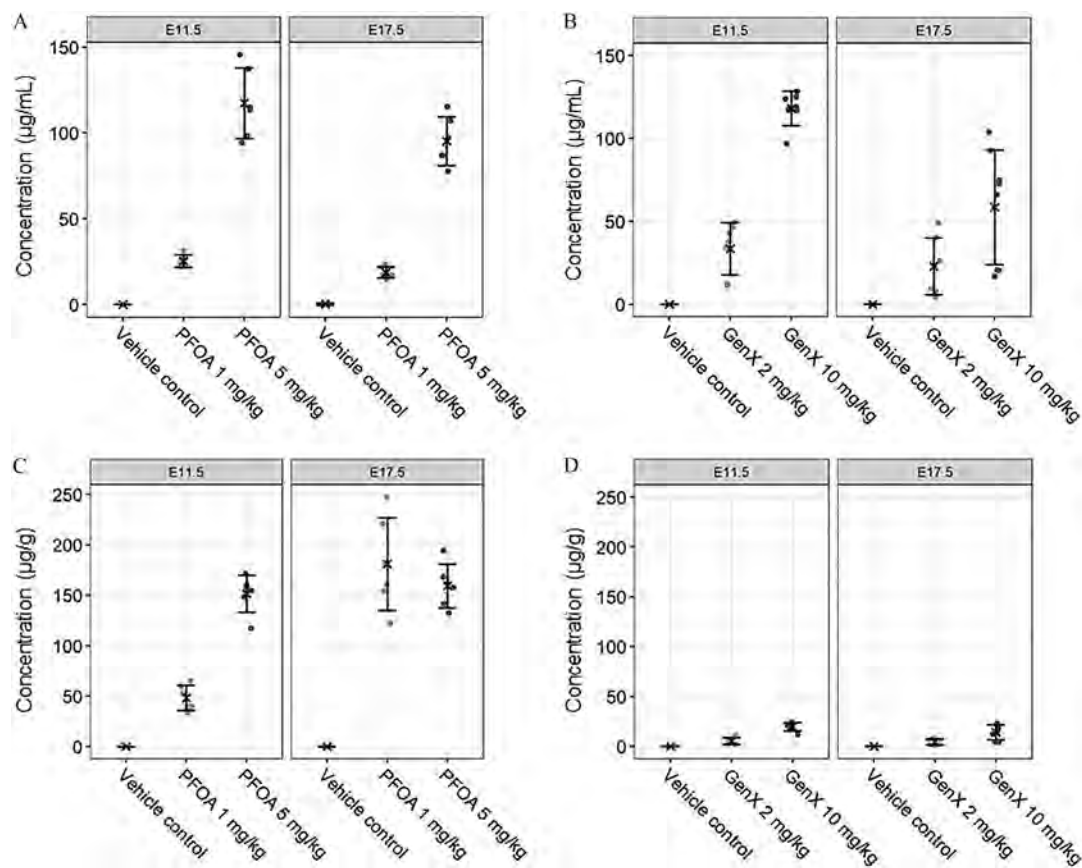 A
E11.5
E17.5
Concentration (µg/mL)
150
100
50
0
Vehicle control
PFOA 1 mg/kg
PFOA 5 mg/kg
Vehicle control
PFOA 1 mg/kg
PFOA 5 mg/kg
B
E11.5
E17.5
Concentration (µg/mL)
150
100
50
0
Vehicle control
GenX 2 mg/kg
GenX 10 mg/kg
Vehicle control
GenX 2 mg/kg
GenX 10 mg/kg
C
E11.5
E17.5
Concentration (µg/g)
250
200
150
100
50
0
Vehicle control
PFOA 1 mg/kg
PFOA 5 mg/kg
Vehicle control
PFOA 1 mg/kg
PFOA 5 mg/kg
D
E11.5
E17.5
Concentration (µg/g)
250
200
150
100
50
0
Vehicle control
GenX 2 mg/kg
GenX 10 mg/kg
Vehicle control
GenX 2 mg/kg
GenX 10 mg/kg